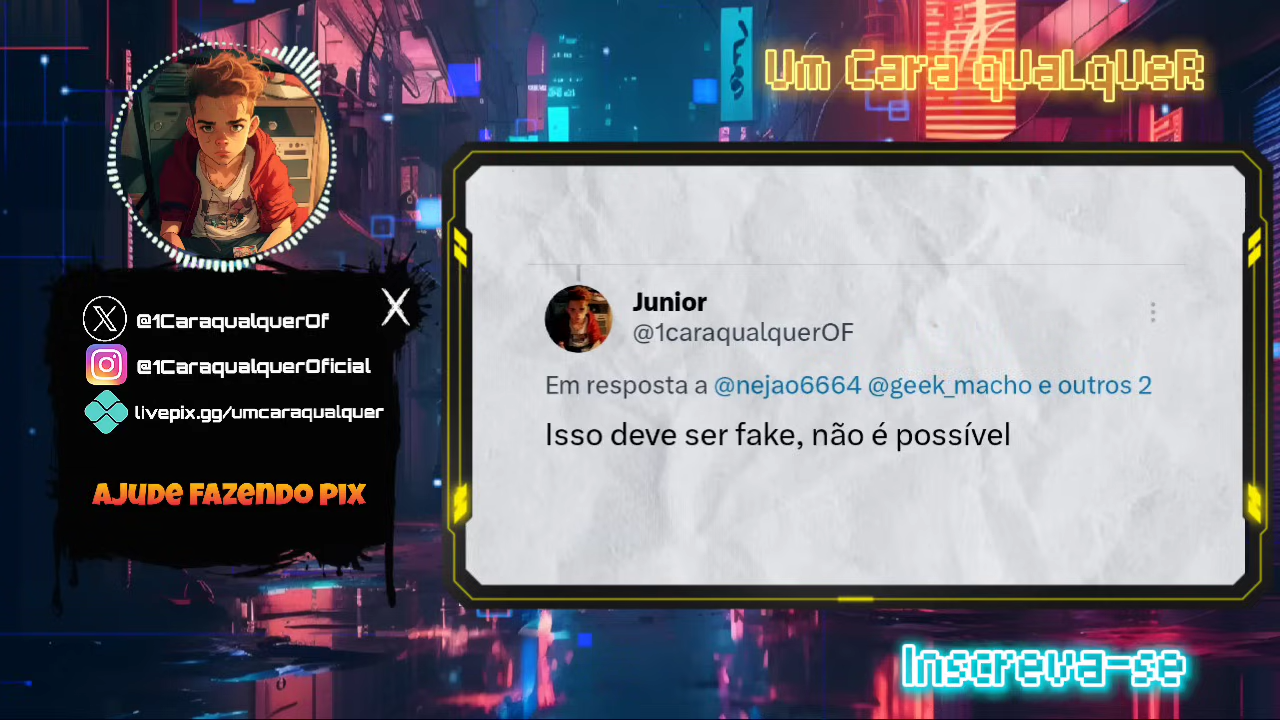 Um Cara qUaLqUeR
@1CaraqualquerOf
@1CaraqualquerOficial
livepix.gg/umcaraqualquer
AJUDE FAZENDO PIX
Junior
@1caraqualquerOF
Em resposta a @nejao6664 @geek_macho e outros 2
Isso deve ser fake, não é possível
Inscreva-se